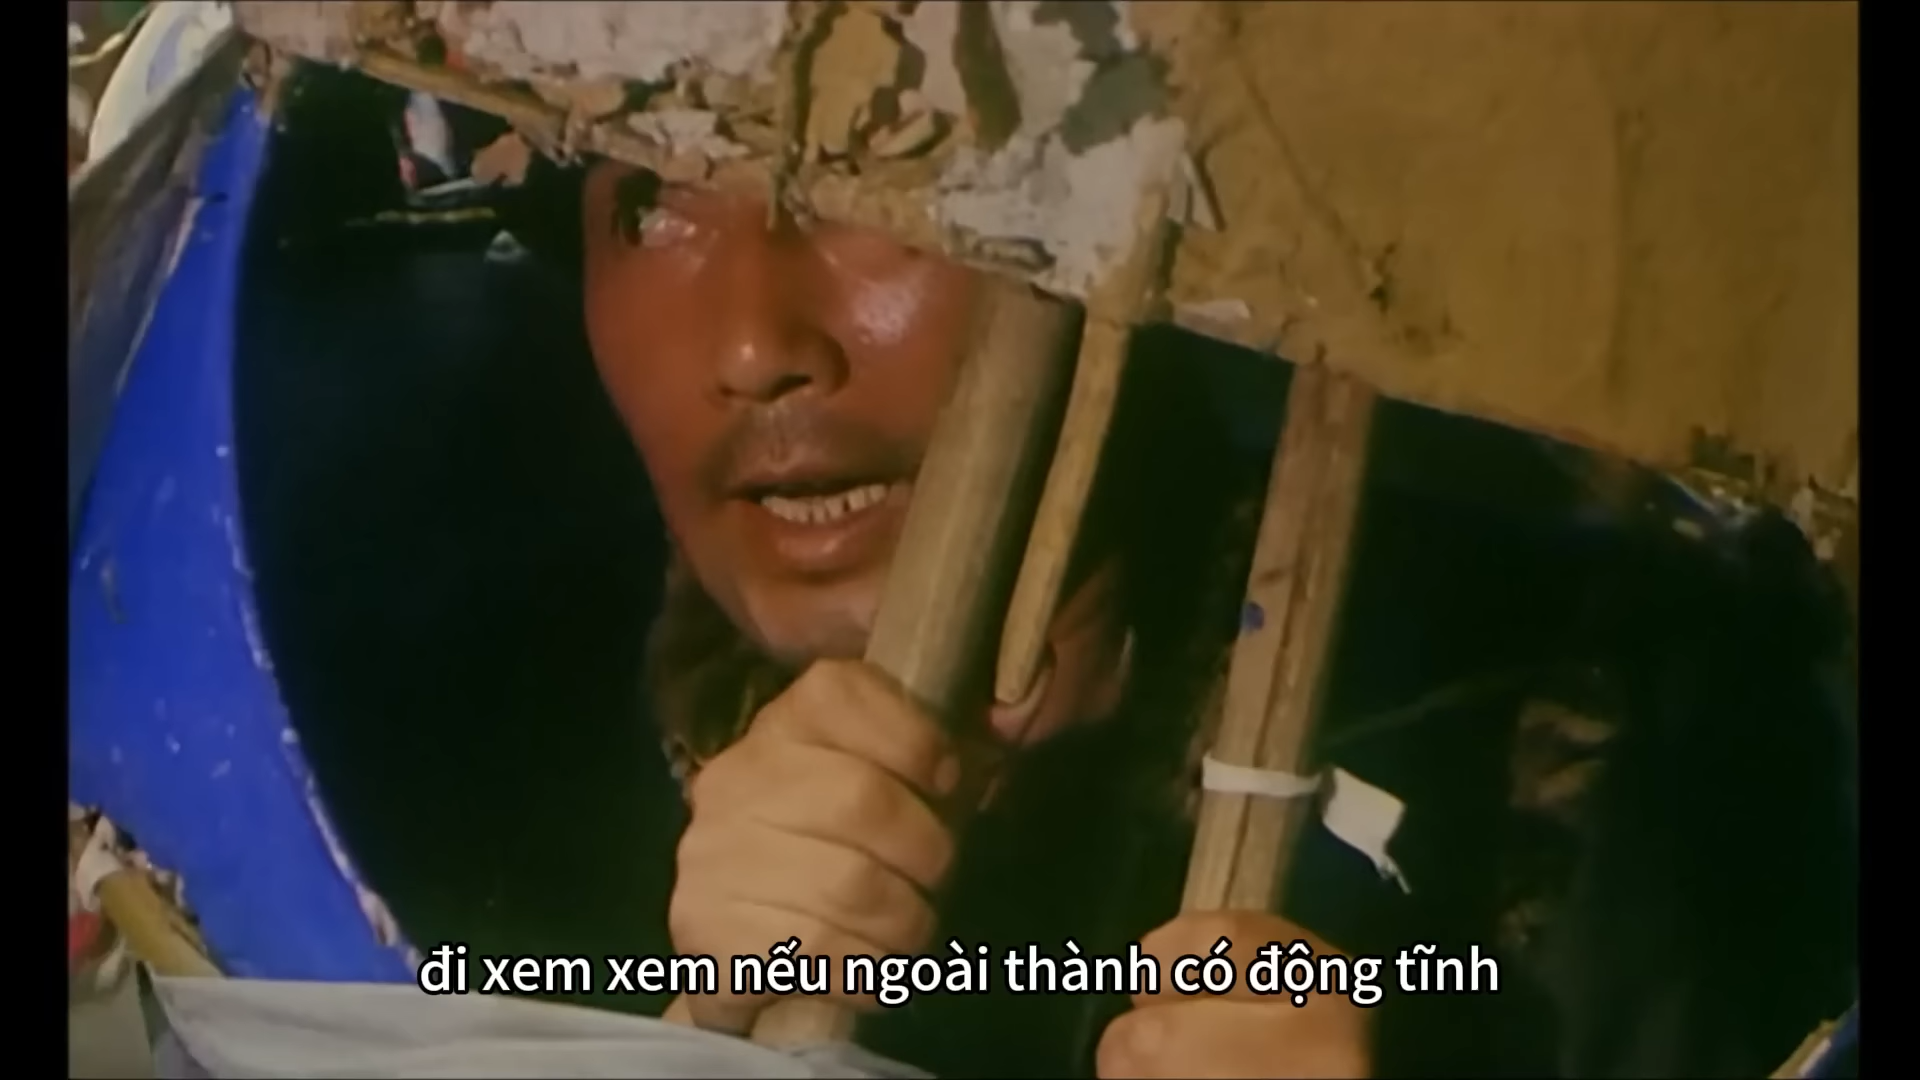 đi xem xem nếu ngoài thành có động tĩnh